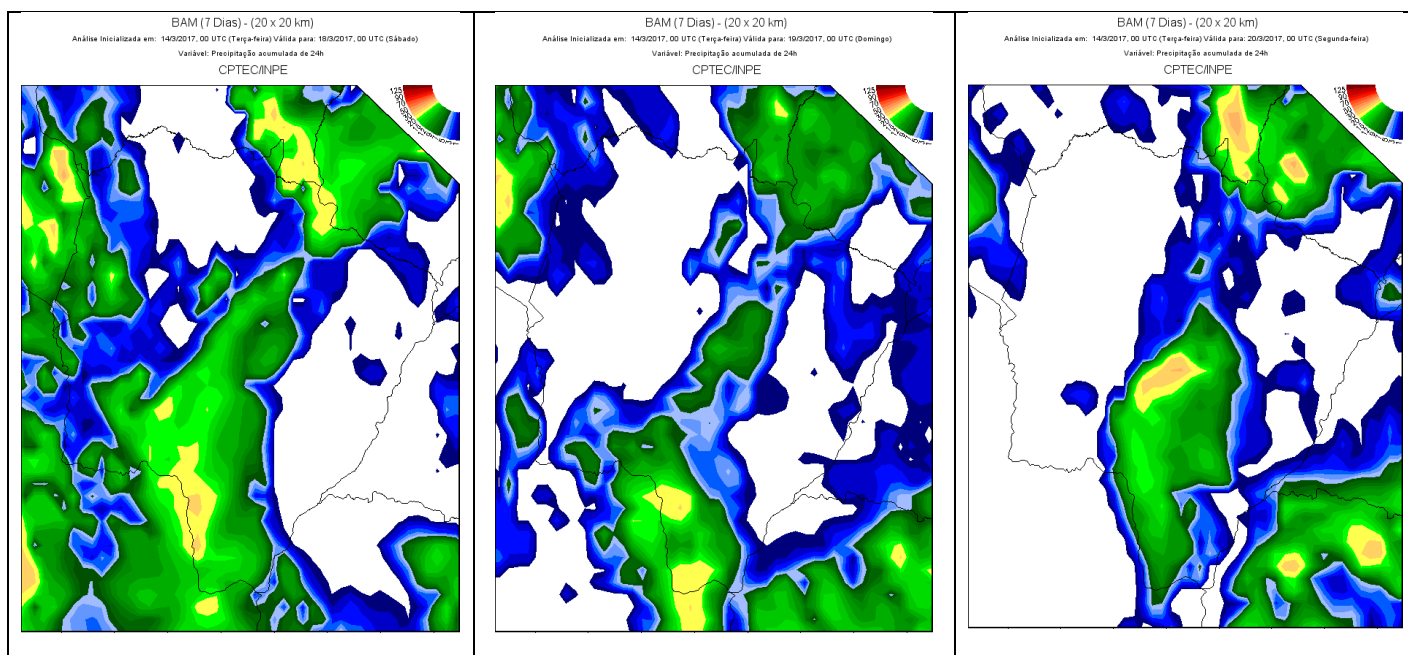 BAM (7 Dias) - (20 x 20 km)
Análise Inicializada em: 14/3/2017, 00 UTC (Terça-feira) Válida para: 18/3/2017, 00 UTC (Sábado)
Variável: Precipitação acumulada de 24h
CPTEC/INPE
BAM (7 Dias) - (20 x 20 km)
Análise Inicializada em: 14/3/2017, 00 UTC (Terça-feira) Válida para: 19/3/2017, 00 UTC (Domingo)
Variável: Precipitação acumulada de 24h
CPTEC/INPE
BAM (7 Dias) - (20 x 20 km)
Análise Inicializada em: 14/3/2017, 00 UTC (Terça-feira) Válida para: 20/3/2017, 00 UTC (Segunda-feira)
Variável: Precipitação acumulada de 24h
CPTEC/INPE